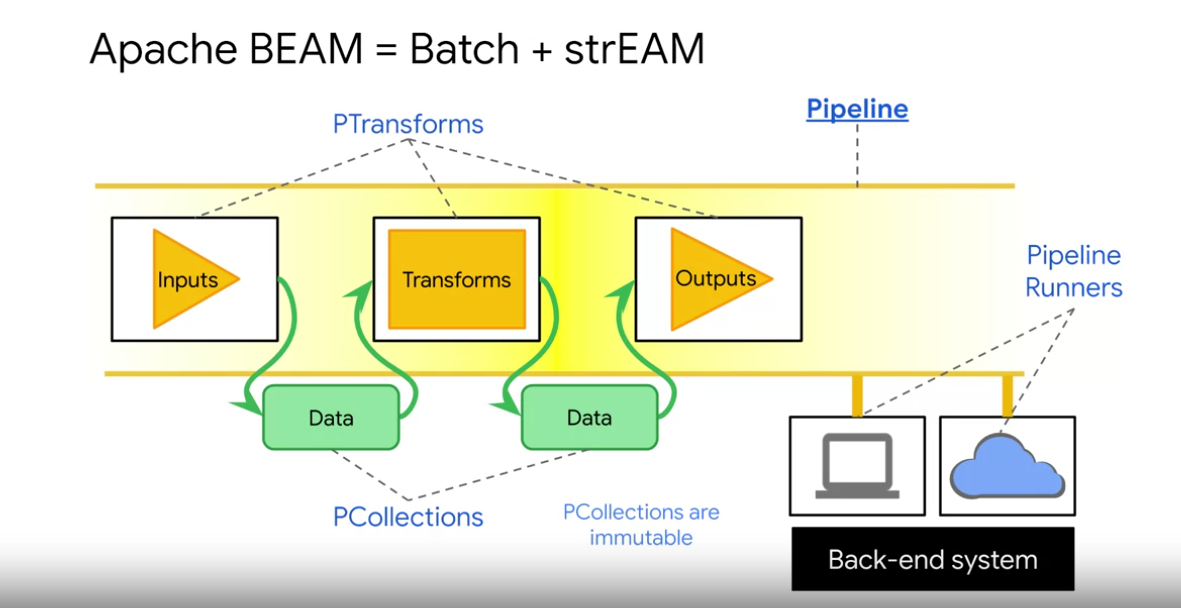 Apache BEAM = Batch + strEAM
PTransforms
Pipeline
Inputs
Transforms
Outputs
Pipeline
Runners
Data
Data
PCollections
PCollections are
immutable
Back-end system